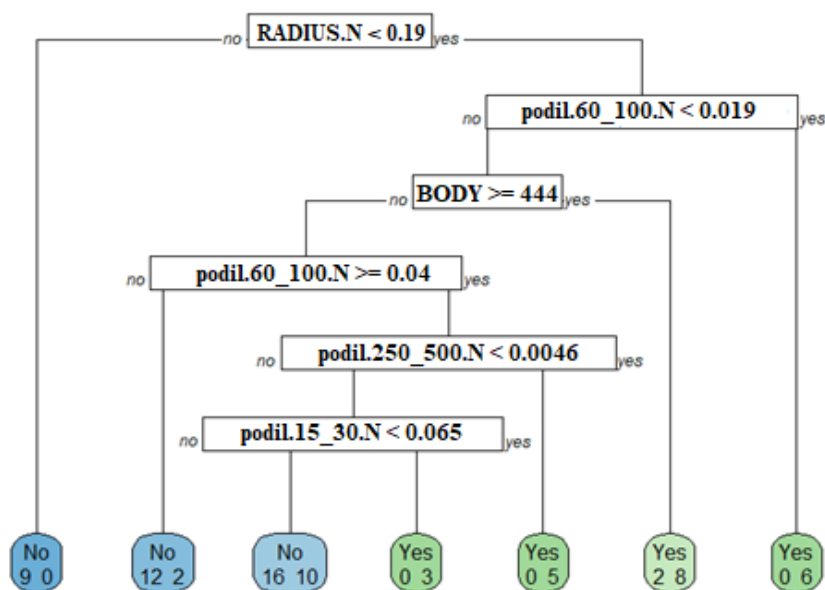 no RADIUS.N < 0.19 yes
no podil.60_100.N < 0.019 yes
no BODY >= 444 yes
no podil.60_100.N >= 0.04 yes
no podil.250_500.N < 0.0046 yes
no podil.15_30.N < 0.065 yes
No No No Yes Yes Yes Yes
9 0 12 2 16 10 0 3 0 5 2 8 0 6